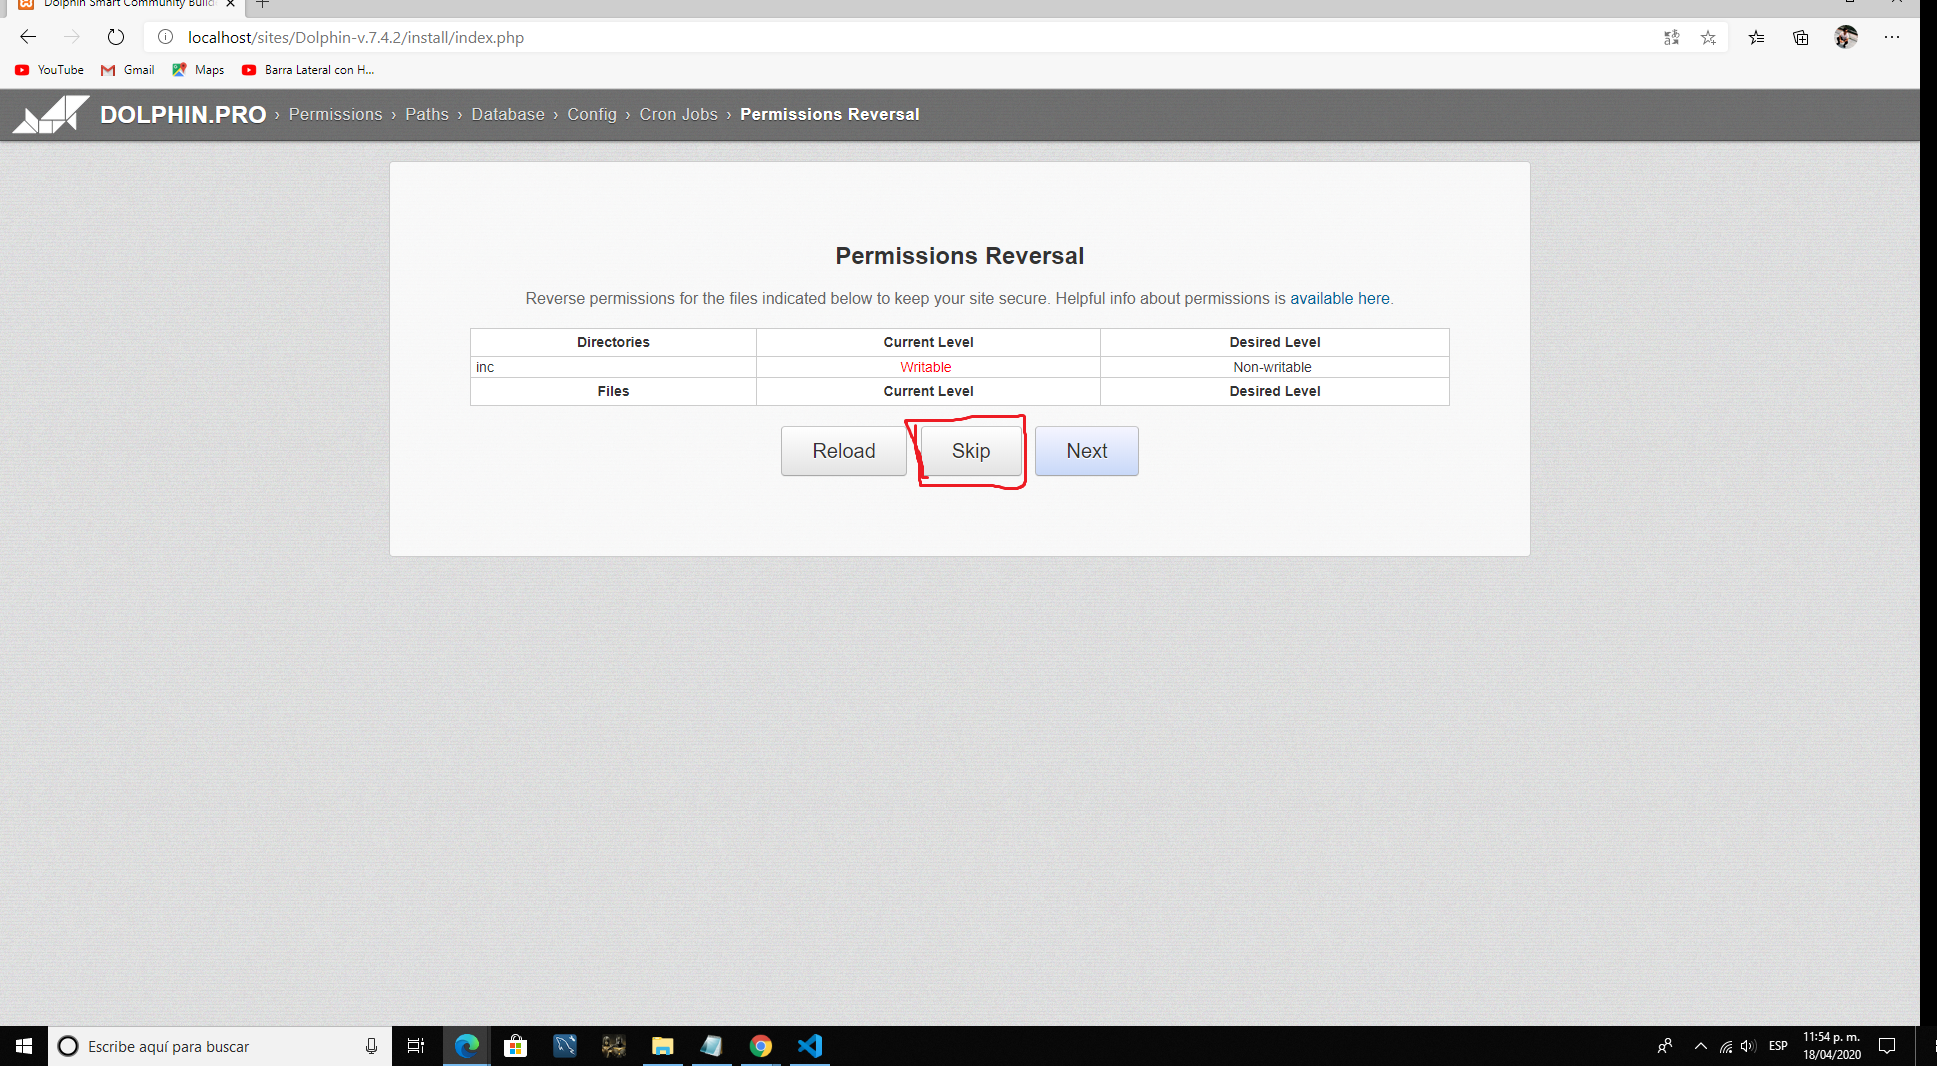 Dolphin Smart Community Build
localhost/sites/Dolphin-v.7.4.2/install/index.php
YouTube Gmail Maps Barra Lateral con H...
DOLPHIN.PRO › Permissions › Paths › Database › Config › Cron Jobs › Permissions Reversal
Permissions Reversal
Reverse permissions for the files indicated below to keep your site secure. Helpful info about permissions is available here.
Directories Current Level Desired Level
inc Writable Non-writable
Files Current Level Desired Level
Reload Skip Next
Escribe aquí para buscar
ESP
11:54 p. m.
18/04/2020